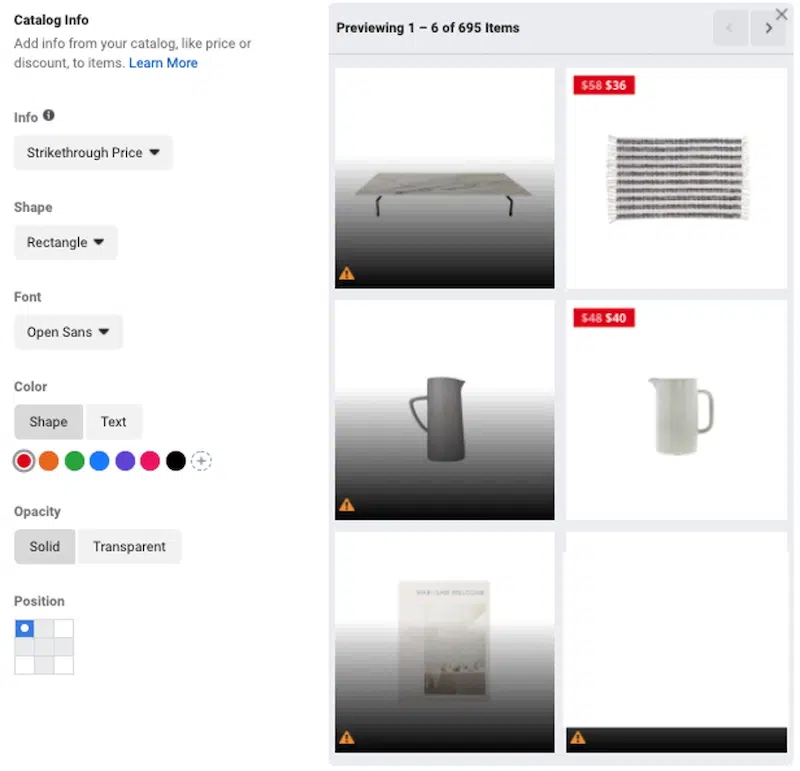 Catalog Info
Add info from your catalog, like price or
discount, to items. Learn More
Info
Strikethrough Price
Shape
Rectangle
Font
Open Sans
Color
Shape Text
Opacity
Solid Transparent
Position
Previewing 1 – 6 of 695 Items
$58 $36
$48 $40